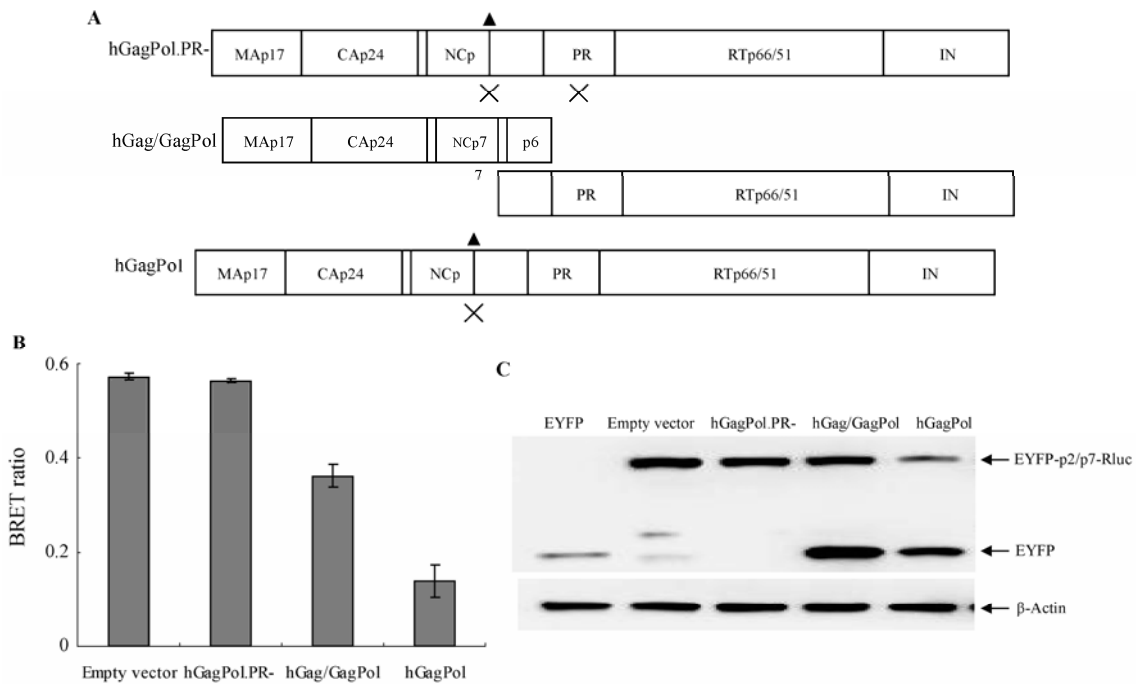 A
hGagPol.PR-
MAp17 CAp24 NCp PR RTp66/51 IN
hGag/GagPol
MAp17 CAp24 NCp7 p6
7
PR RTp66/51 IN
hGagPol
MAp17 CAp24 NCp PR RTp66/51 IN
B
0.6
0.4
0.2
0
BRET ratio
Empty vector hGagPol.PR- hGag/GagPol hGagPol
C
EYFP Empty vector hGagPol.PR- hGag/GagPol hGagPol
EYFP-p2/p7-Rluc
EYFP
β-Actin